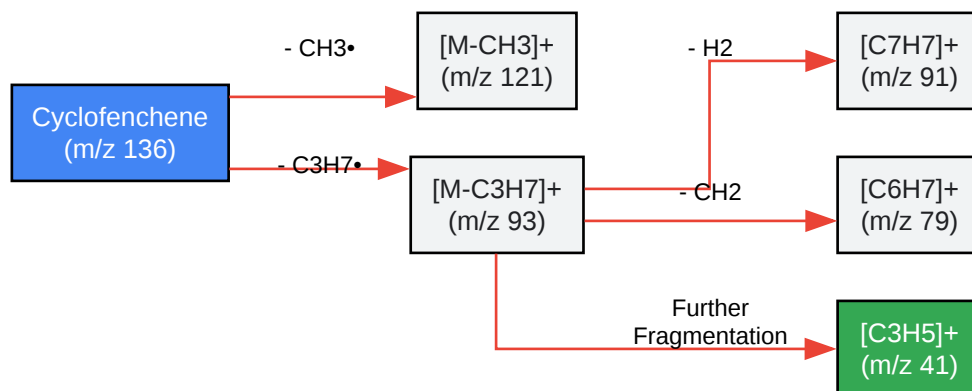 - CH3•
[M-CH3]+
(m/z 121)
- H2
[C7H7]+
(m/z 91)
Cyclofenchene
(m/z 136)
- C3H7•
[M-C3H7]+
(m/z 93)
- CH2
[C6H7]+
(m/z 79)
Further
Fragmentation
[C3H5]+
(m/z 41)